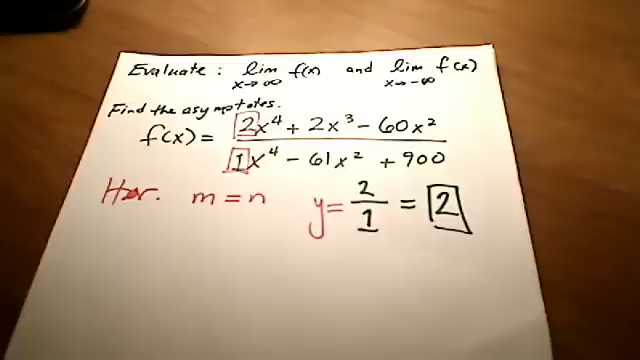 Evaluate: lim x→∞ f(x) and lim x→-∞ f(x)
Find the asymptotes.
f(x) = (2x⁴ + 2x³ - 60x²) / (1x⁴ - 61x² + 900)
Hor. m = n y = 2/1 = 2